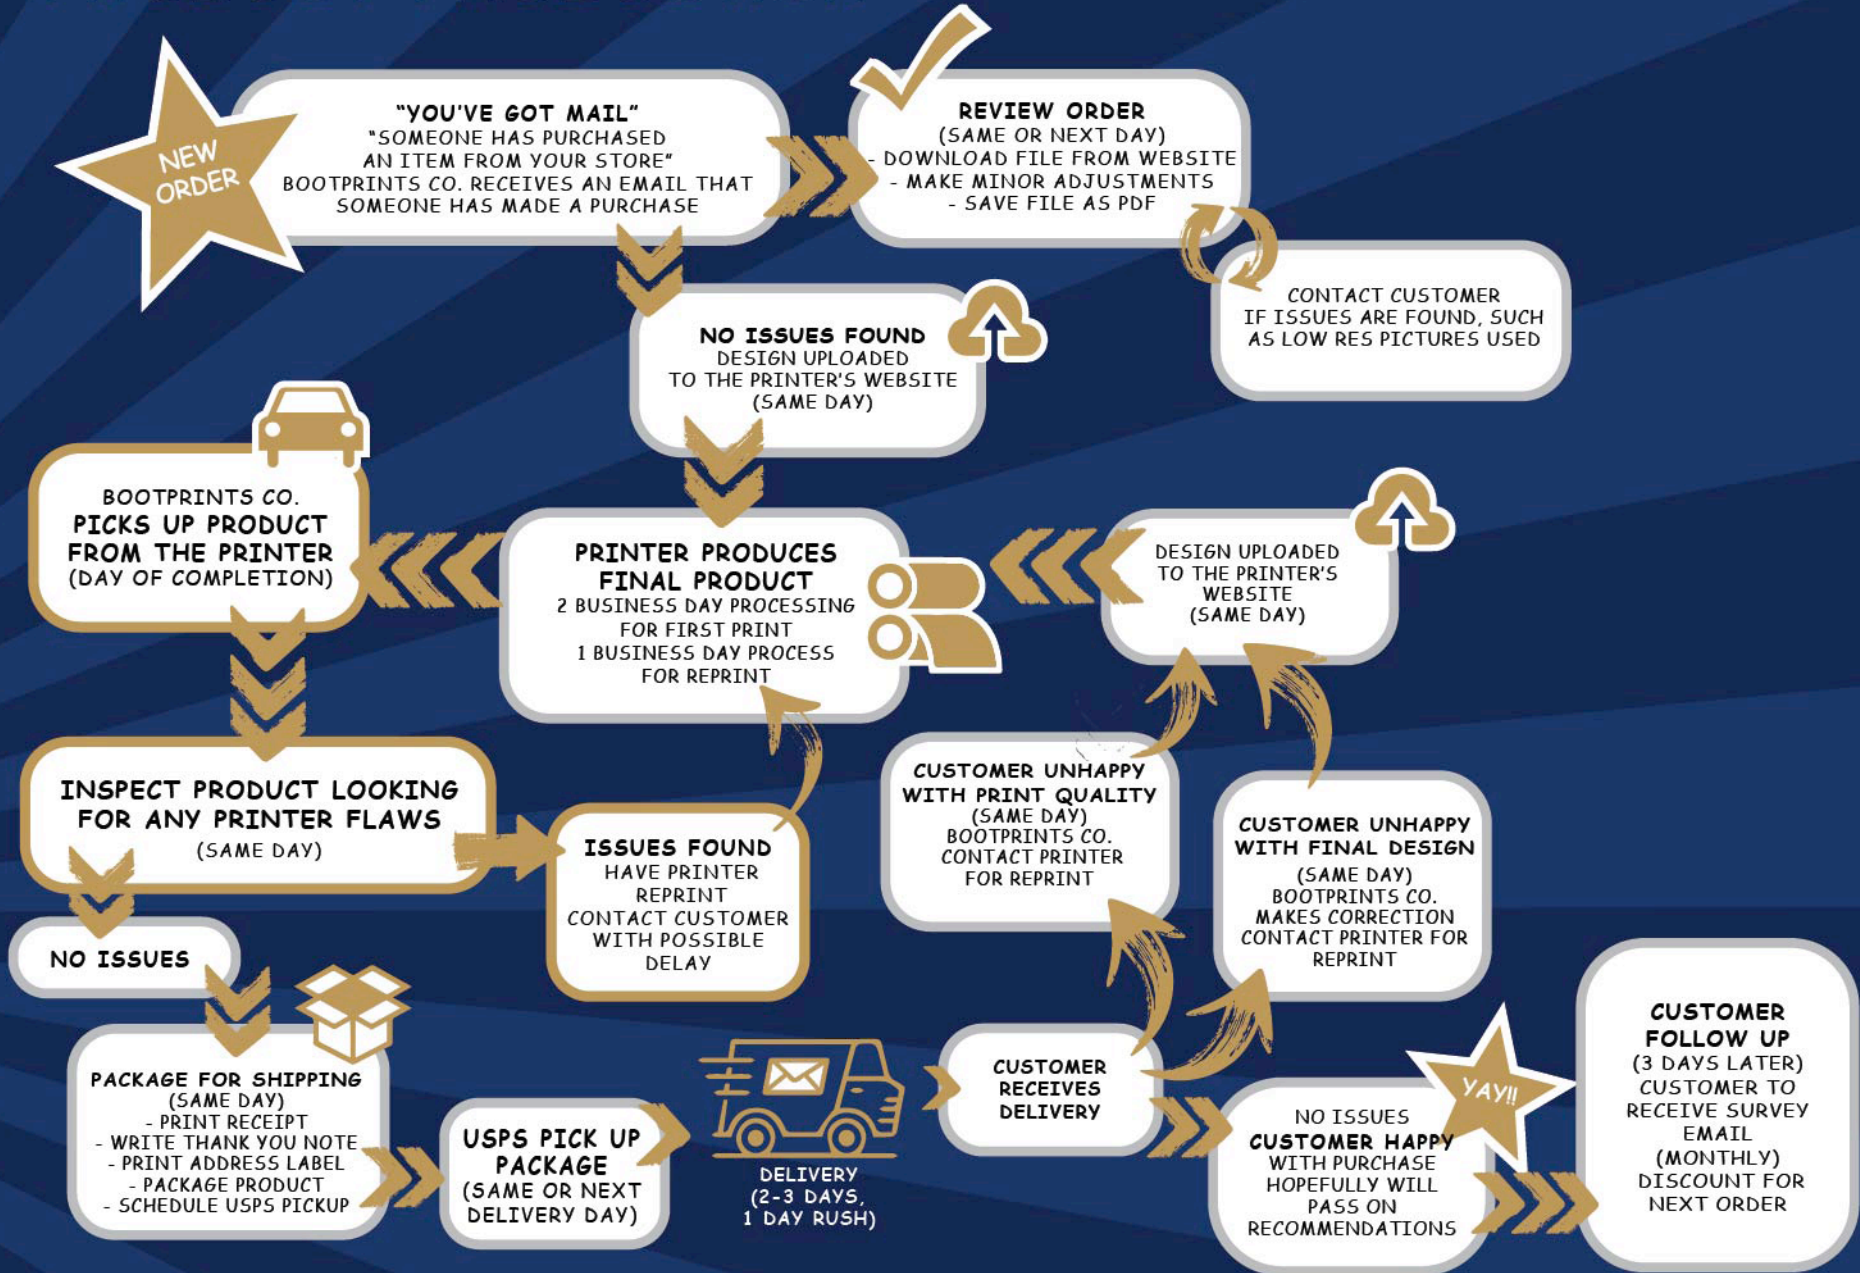 NEW
ORDER
"YOU'VE GOT MAIL"
"SOMEONE HAS PURCHASED
AN ITEM FROM YOUR STORE"
BOOTPRINTS CO. RECEIVES AN EMAIL THAT
SOMEONE HAS MADE A PURCHASE
REVIEW ORDER
(SAME OR NEXT DAY)
- DOWNLOAD FILE FROM WEBSITE
- MAKE MINOR ADJUSTMENTS
- SAVE FILE AS PDF
CONTACT CUSTOMER
IF ISSUES ARE FOUND, SUCH
AS LOW RES PICTURES USED
NO ISSUES FOUND
DESIGN UPLOADED
TO THE PRINTER'S WEBSITE
(SAME DAY)
BOOTPRINTS CO.
PICKS UP PRODUCT
FROM THE PRINTER
(DAY OF COMPLETION)
PRINTER PRODUCES
FINAL PRODUCT
2 BUSINESS DAY PROCESSING
FOR FIRST PRINT
1 BUSINESS DAY PROCESS
FOR REPRINT
DESIGN UPLOADED
TO THE PRINTER'S
WEBSITE
(SAME DAY)
INSPECT PRODUCT LOOKING
FOR ANY PRINTER FLAWS
(SAME DAY)
ISSUES FOUND
HAVE PRINTER
REPRINT
CONTACT CUSTOMER
WITH POSSIBLE
DELAY
CUSTOMER UNHAPPY
WITH PRINT QUALITY
(SAME DAY)
BOOTPRINTS CO.
CONTACT PRINTER
FOR REPRINT
CUSTOMER UNHAPPY
WITH FINAL DESIGN
(SAME DAY)
BOOTPRINTS CO.
MAKES CORRECTION
CONTACT PRINTER FOR
REPRINT
NO ISSUES
PACKAGE FOR SHIPPING
(SAME DAY)
- PRINT RECEIPT
- WRITE THANK YOU NOTE
- PRINT ADDRESS LABEL
- PACKAGE PRODUCT
- SCHEDULE USPS PICKUP
USPS PICK UP
PACKAGE
(SAME OR NEXT
DELIVERY DAY)
DELIVERY
(2-3 DAYS,
1 DAY RUSH)
CUSTOMER
RECEIVES
DELIVERY
NO ISSUES
CUSTOMER HAPPY
WITH PURCHASE
HOPEFULLY WILL
PASS ON
RECOMMENDATIONS
YAY!!
CUSTOMER
FOLLOW UP
(3 DAYS LATER)
CUSTOMER TO
RECEIVE SURVEY
EMAIL
(MONTHLY)
DISCOUNT FOR
NEXT ORDER